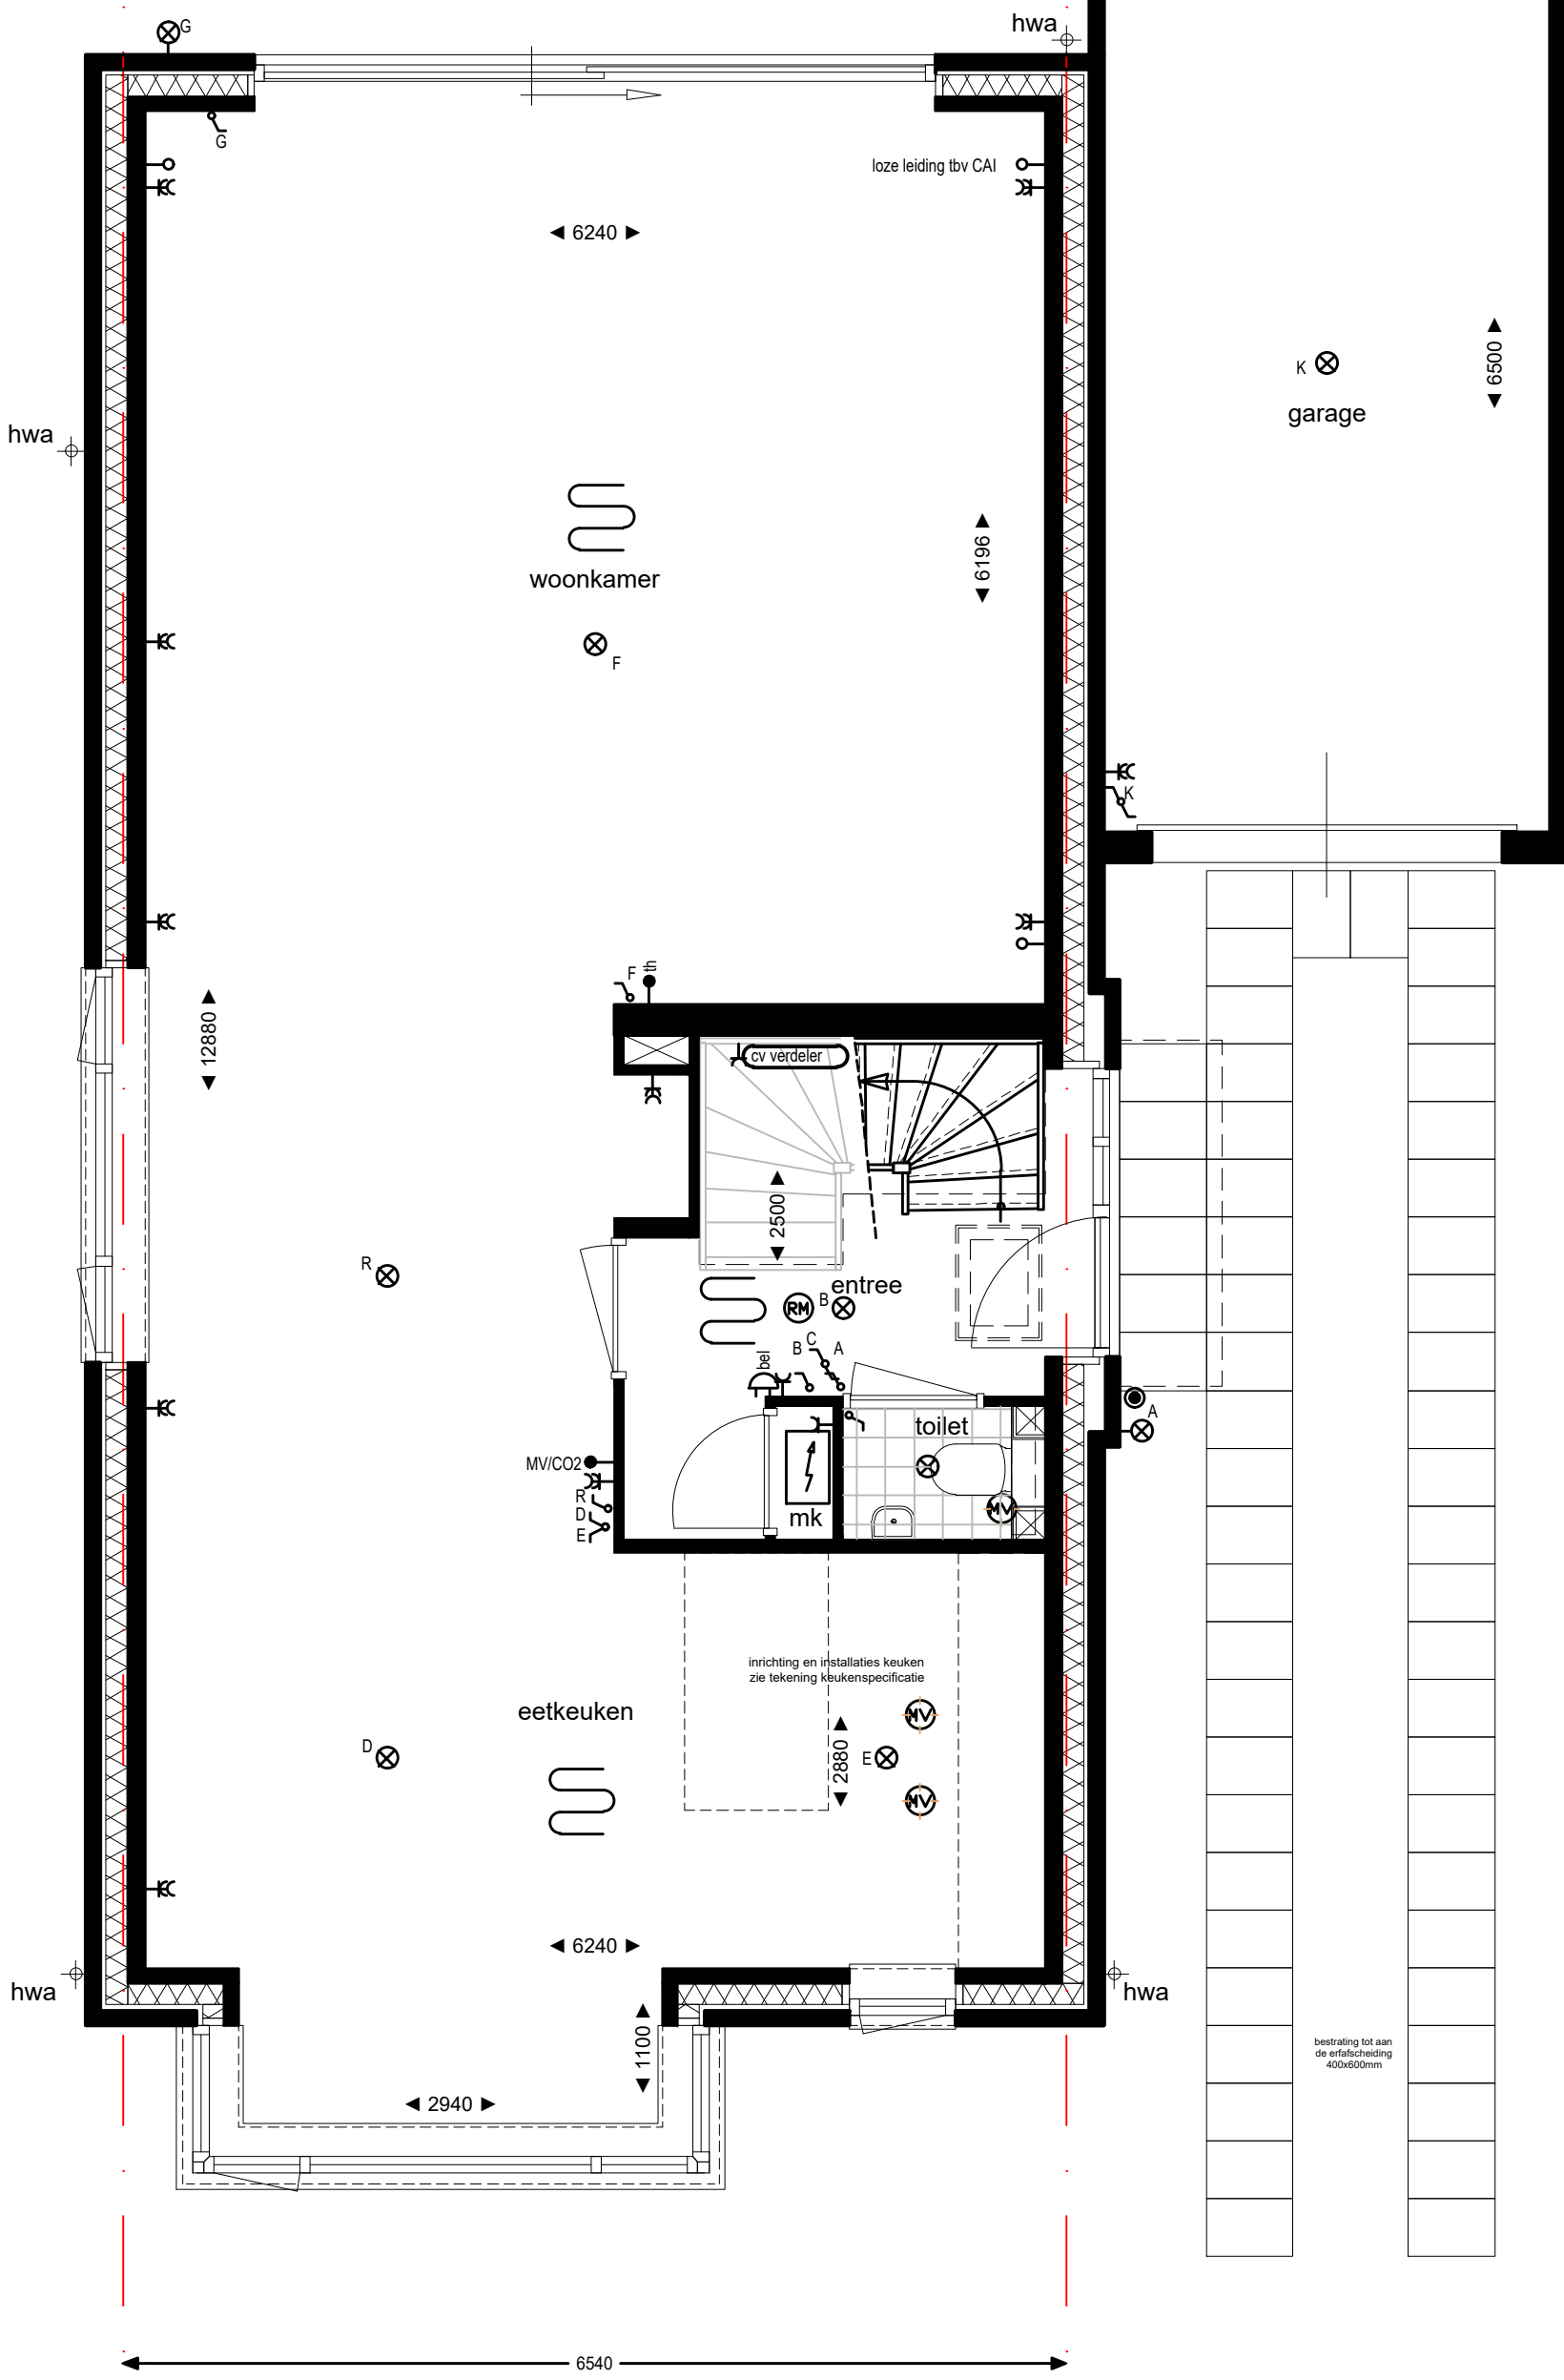 G
hwa
G
loze leiding tbv CAI
6240
K
6500
garage
hwa
6196
woonkamer
F
K
F
th
12880
cv verdeler
2500
R
entree
RM
B
C
B
A
bel
A
toilet
MV/CO2
R
D
E
mk
MV
inrichting en installaties keuken
zie tekening keukenspecificatie
eetkeuken
MV
D
2880
E
MV
6240
hwa
hwa
1100
bestrating tot aan
de erfafscheiding
400x600mm
2940
6540